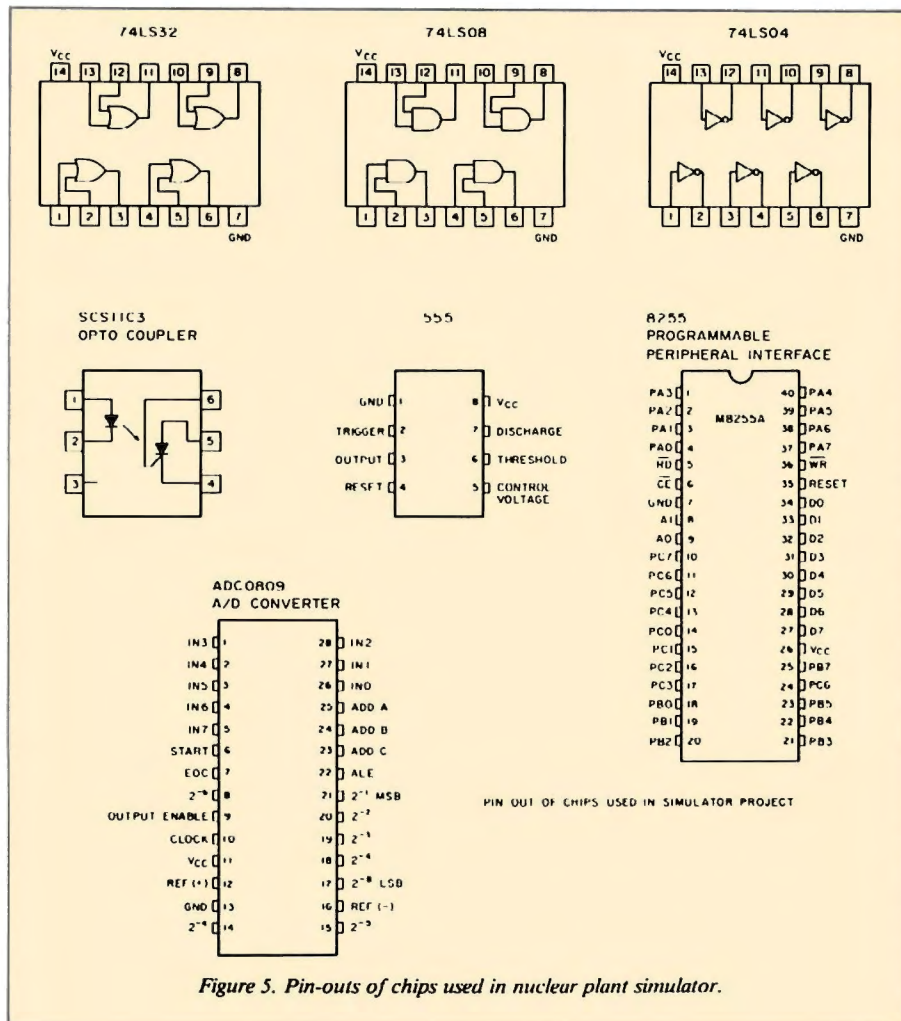 74LS32
VCC
14 13 12 11 10 9 8
1 2 3 4 5 6 7
GND
74LS08
VCC
14 13 12 11 10 9 8
1 2 3 4 5 6 7
GND
74LS04
VCC
14 13 12 11 10 9 8
1 2 3 4 5 6 7
GND
SCS11C3
OPTO COUPLER
1 6
2 5
3 4
555
GND 1 8 VCC
TRIGGER 2 7 DISCHARGE
OUTPUT 3 6 THRESHOLD
RESET 4 5 CONTROL
VOLTAGE
8255
PROGRAMMABLE
PERIPHERAL INTERFACE
M8255A
PA3 1 40 PA4
PA2 2 39 PA5
PA1 3 38 PA6
PA0 4 37 PA7
RD 5 36 WR
CE 6 35 RESET
GND 7 34 D0
A1 8 33 D1
A0 9 32 D2
PC7 10 31 D3
PC6 11 30 D4
PC5 12 29 D5
PC4 13 28 D6
PC0 14 27 D7
PC1 15 26 VCC
PC2 16 25 PB7
PC3 17 24 PC6
PB0 18 23 PB5
PB1 19 22 PB4
PB2 20 21 PB3
ADC0809
A/D CONVERTER
IN3 1 28 IN2
IN4 2 27 IN1
IN5 3 26 IN0
IN6 4 25 ADD A
IN7 5 24 ADD B
START 6 23 ADD C
EOC 7 22 ALE
8 21 2⁻¹ MSB
OUTPUT ENABLE 9 20 2⁻²
CLOCK 10 19
VCC 11 18 2⁻⁴
REF (+) 12 17 2⁻⁸ LSB
GND 13 16 REF (-)
14 15
PIN OUT OF CHIPS USED IN SIMULATOR PROJECT
Figure 5. Pin-outs of chips used in nuclear plant simulator.